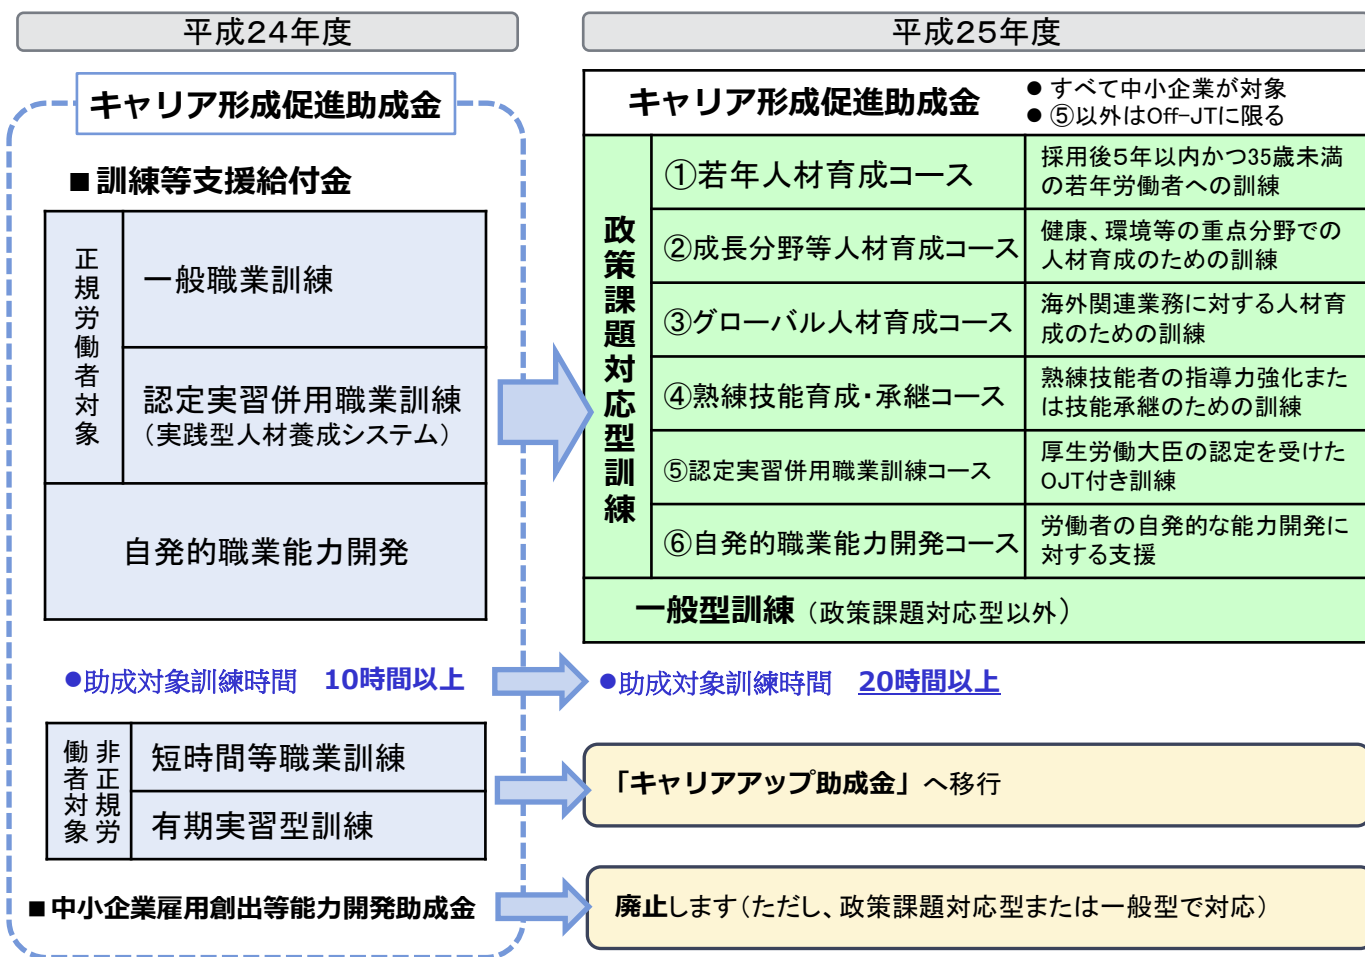 平成24年度
キャリア形成促進助成金
■訓練等支援給付金
正規労働者対象
一般職業訓練
認定実習併用職業訓練
（実践型人材養成システム）
自発的職業能力開発
●助成対象訓練時間　10時間以上
非正規労働者対象
短時間等職業訓練
有期実習型訓練
■中小企業雇用創出等能力開発助成金
平成25年度
キャリア形成促進助成金
● すべて中小企業が対象
● ⑤以外はOff-JTに限る
政策課題対応型訓練
①若年人材育成コース
採用後5年以内かつ35歳未満
の若年労働者への訓練
②成長分野等人材育成コース
健康、環境等の重点分野での
人材育成のための訓練
③グローバル人材育成コース
海外関連業務に対する人材育
成のための訓練
④熟練技能育成・承継コース
熟練技能者の指導力強化また
は技能承継のための訓練
⑤認定実習併用職業訓練コース
厚生労働大臣の認定を受けた
OJT付き訓練
⑥自発的職業能力開発コース
労働者の自発的な能力開発に
対する支援
一般型訓練（政策課題対応型以外）
●助成対象訓練時間　20時間以上
「キャリアアップ助成金」へ移行
廃止します（ただし、政策課題対応型または一般型で対応）